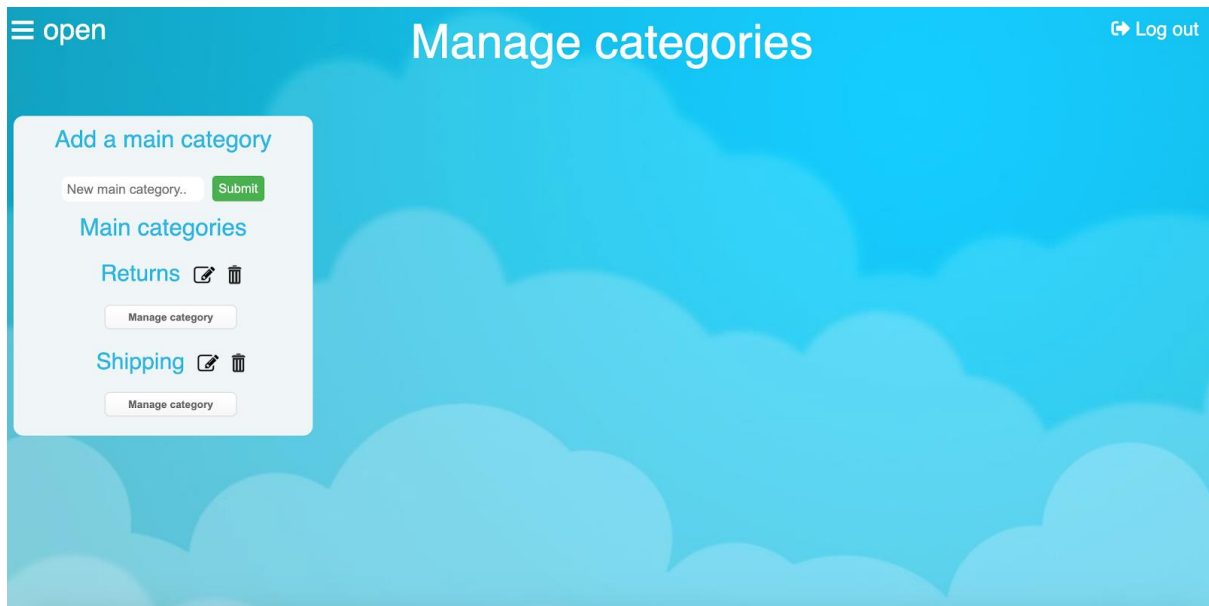 open
Manage categories
Log out
Add a main category
New main category..
Submit
Main categories
Returns
Manage category
Shipping
Manage category